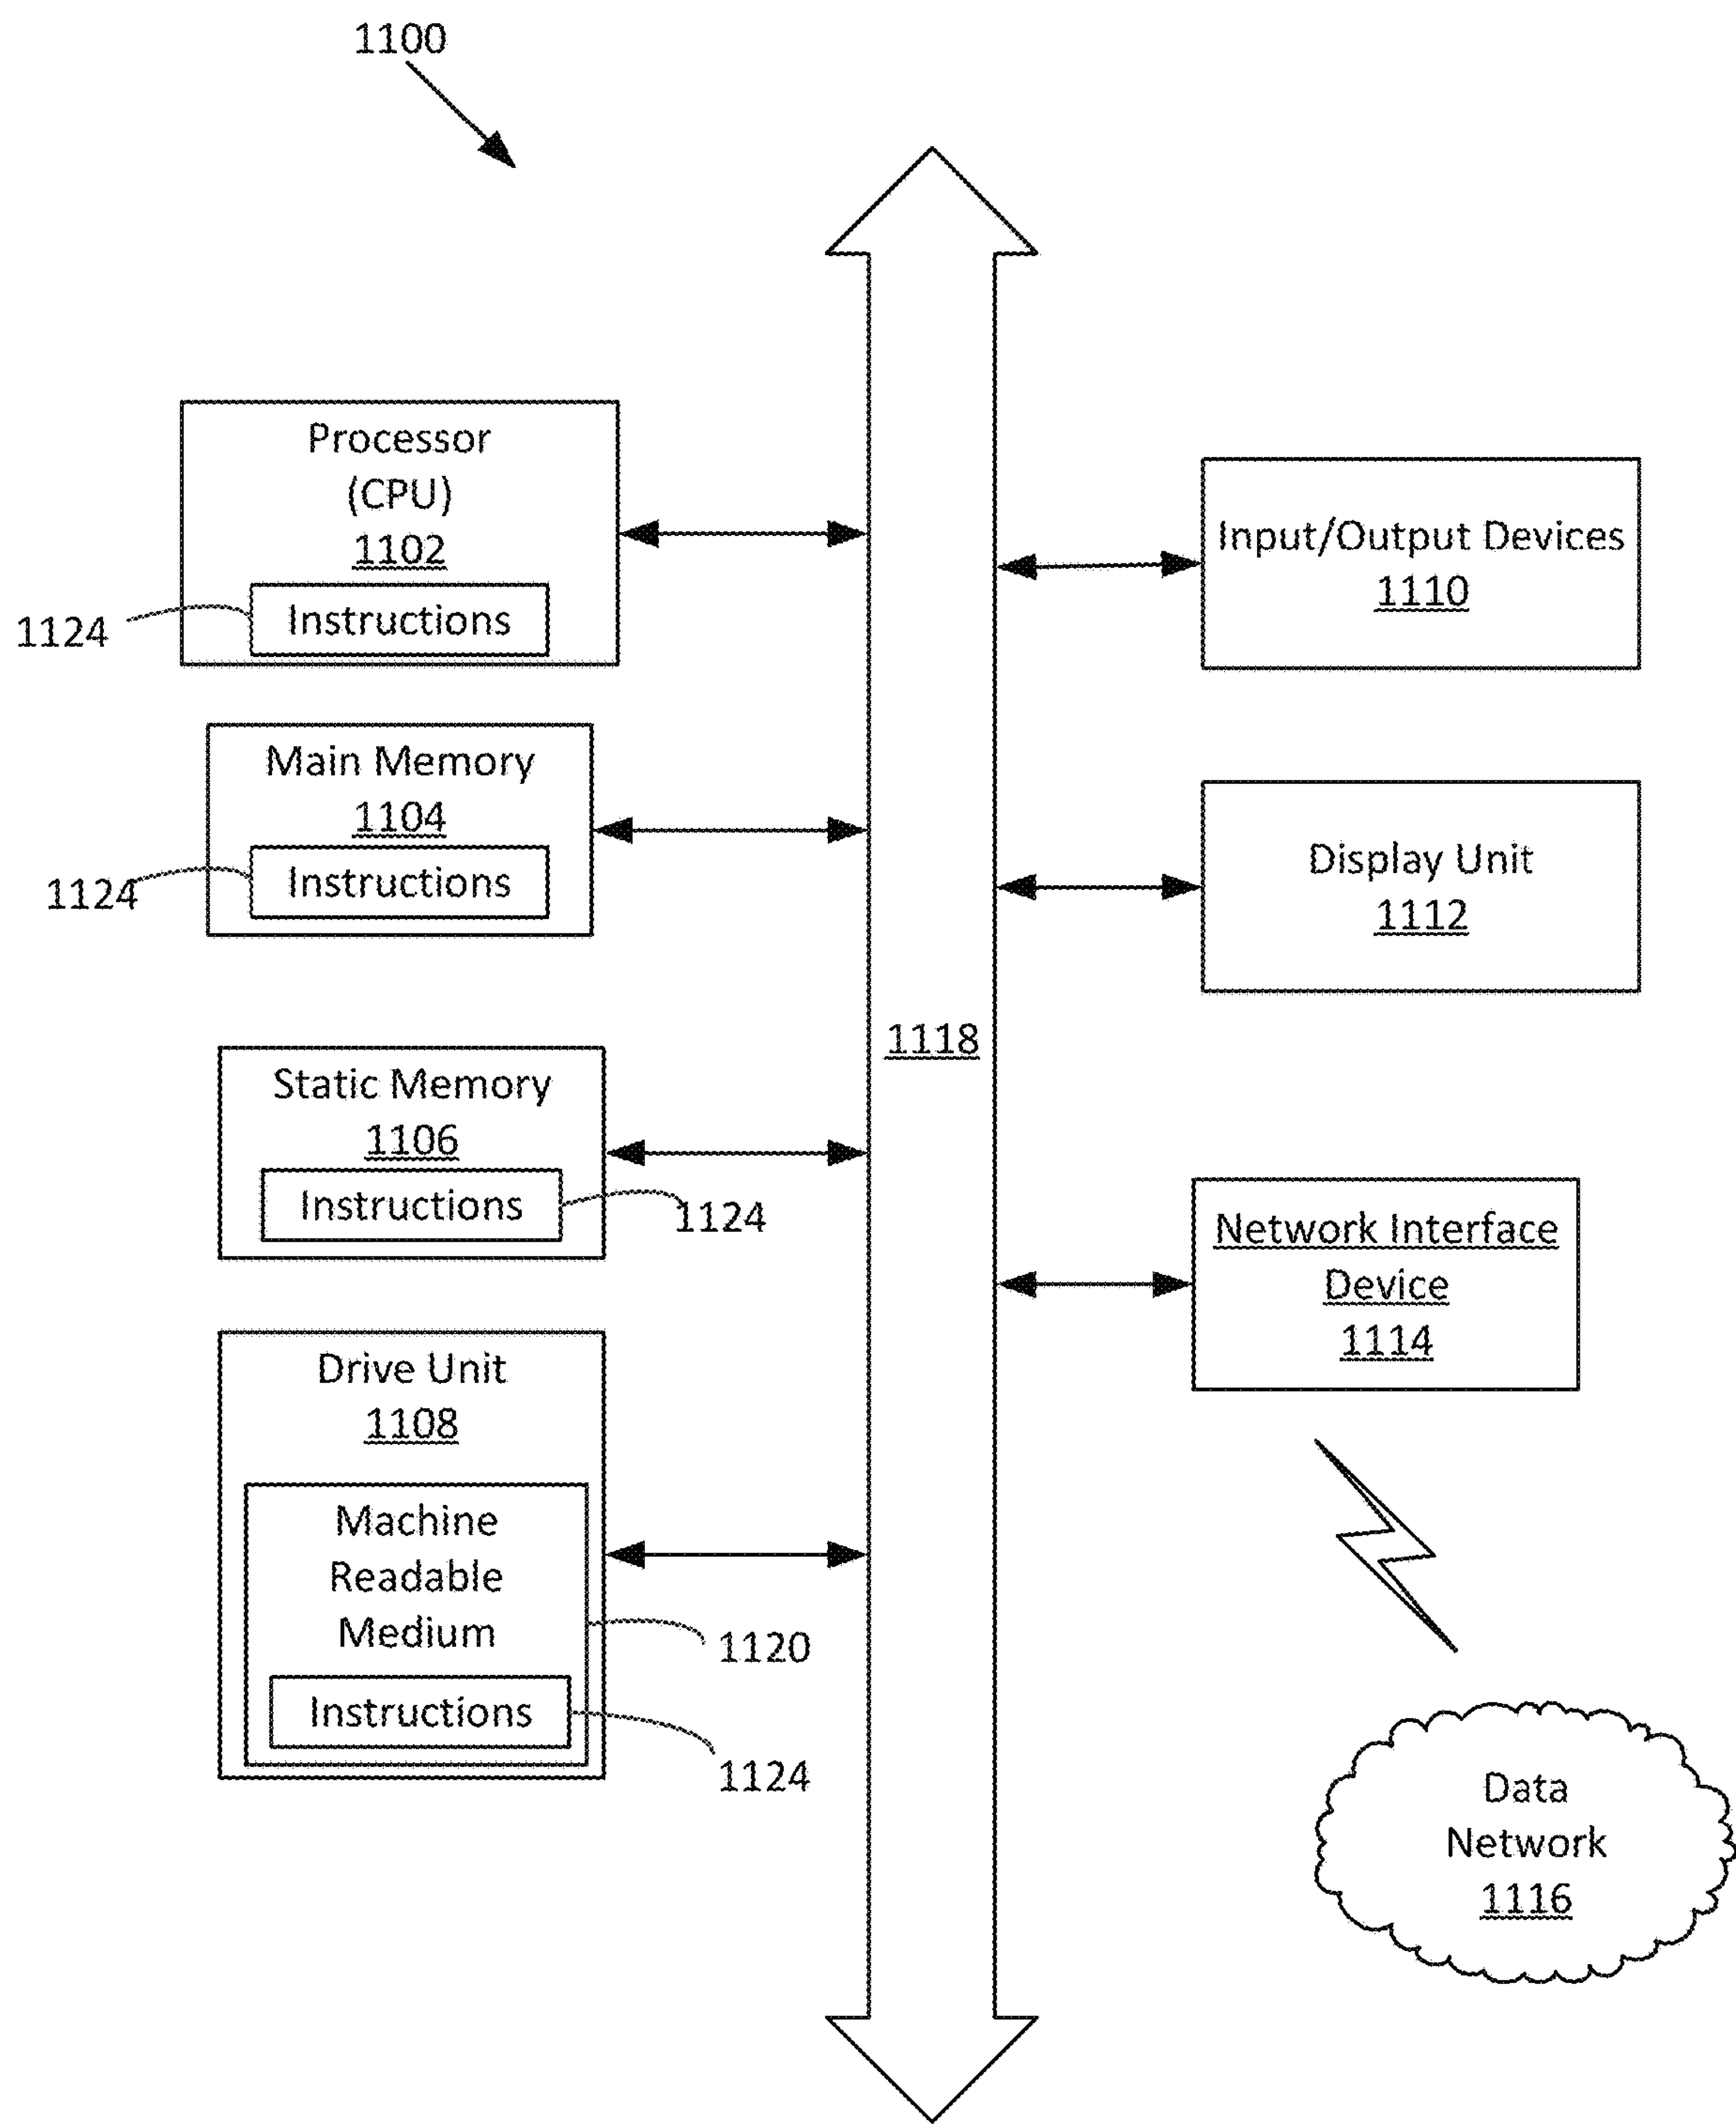 1100
Processor
(CPU)
1102
Instructions
1124
Main Memory
1104
Instructions
1124
Static Memory
1106
Instructions
1124
Drive Unit
1108
Machine
Readable
Medium
1120
Instructions
1124
1118
Input/Output Devices
1110
Display Unit
1112
Network Interface
Device
1114
Data
Network
1116